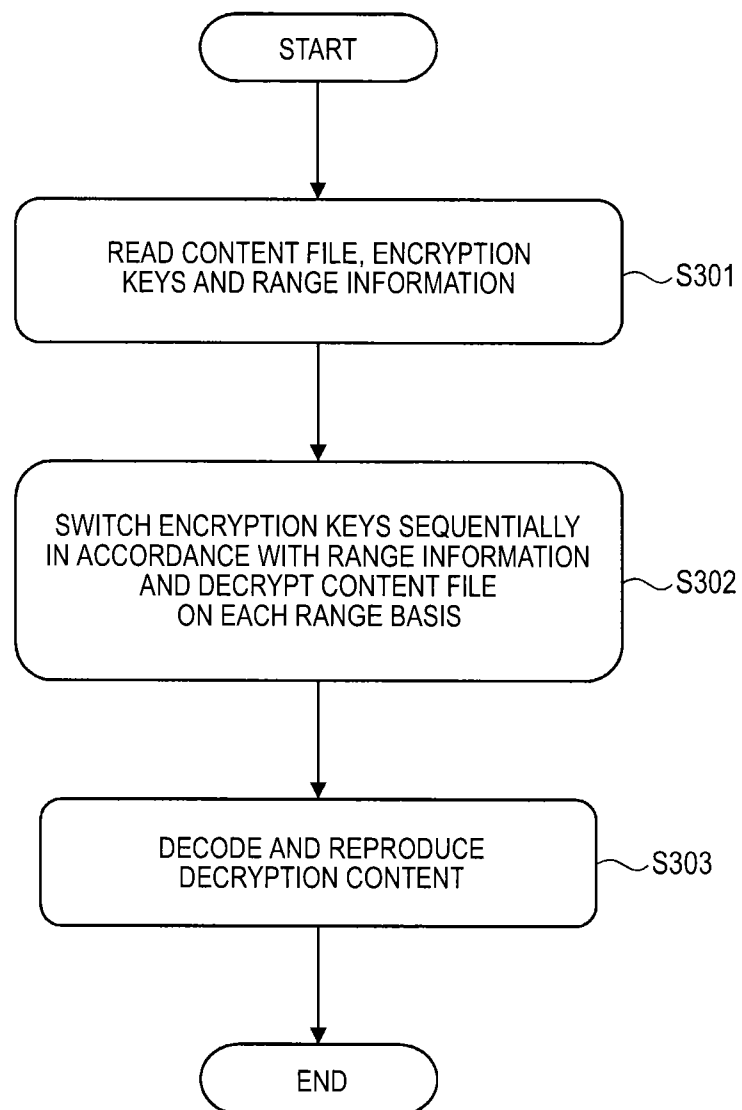 START
READ CONTENT FILE, ENCRYPTION
KEYS AND RANGE INFORMATION
S301
SWITCH ENCRYPTION KEYS SEQUENTIALLY
IN ACCORDANCE WITH RANGE INFORMATION
AND DECRYPT CONTENT FILE
ON EACH RANGE BASIS
S302
DECODE AND REPRODUCE
DECRYPTION CONTENT
S303
END